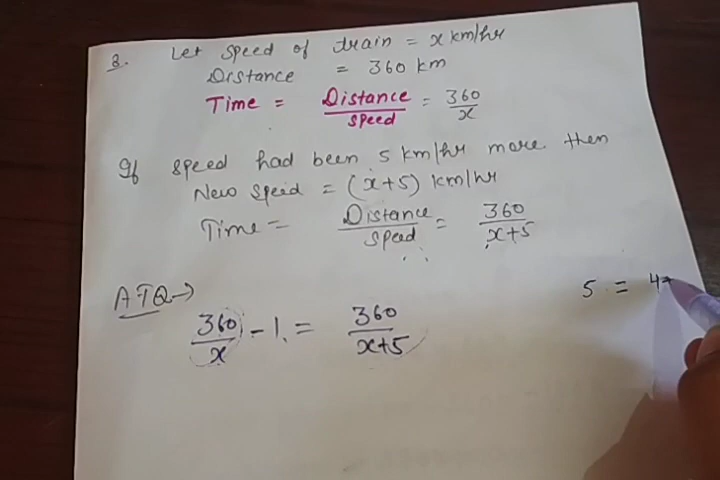 3. Let speed of train = x km/hr
Distance = 360 km
Time = Distance/speed = 360/x
If speed had been 5 km/hr more then
New speed = (x+5) km/hr
Time = Distance/speed = 360/x+5
ATQ→
360/x - 1 = 360/x+5
5 = 4+